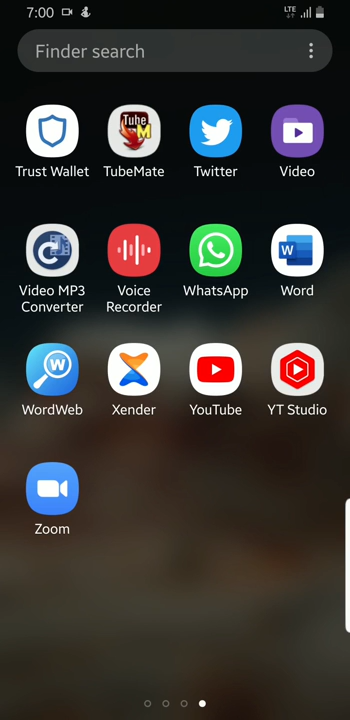 7:00
LTE
Finder search
Trust Wallet
TubeMate
Twitter
Video
Tube
M
Video MP3
Converter
Voice
Recorder
WhatsApp
Word
W
WordWeb
Xender
YouTube
YT Studio
W
Zoom